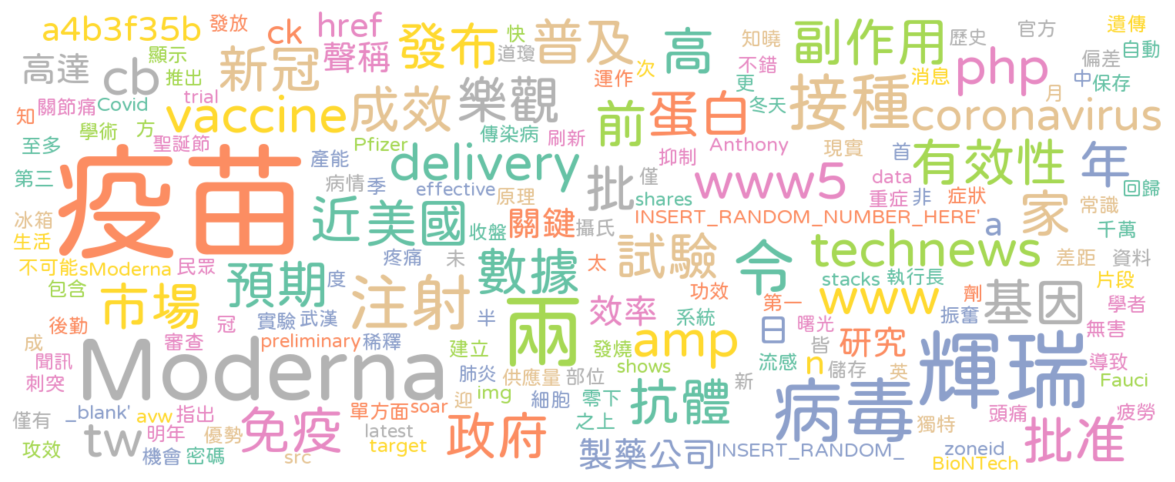 a4b3f35b 發放 ck href 發布 快 普及 高 知曉 副作用 歷史 官方 遺傳
高達 顯示 cb 推出 新冠 聲稱 道瓊 次 運作 不錯 消息 php 偏差 自動
知 關節痛 Covid trial 成效 樂觀 更 冬天 接種 月 中 保存
至多 學術 方 vaccine 傳染病 刷新 前 蛋白 coronavirus
聖誕節 Pfizer 抑制 Anthony 現實 首 有效性 年
第三 疫苗 產能 delivery 批 僅 www5 data 重症 非 症狀 回歸
病情 季 effective 原理 shares
冰箱 近 美國 收盤 關鍵 攝氏 INSERT_RANDOM_NUMBER_HERE' a 家 常識 千萬
生活 疼痛 未 數據 太 試驗 令 technews 差距 資料
不可能 sModerna 民眾 預期 度 功效 stacks 執行長 片段
包含 市場 注射 兩 效率 第一 www 劑 基因 學者
後勤 冠 實驗 武漢 半 系統 日 曙光 振奮 無害
成 審查 preliminary 稀釋 建立 發燒 amp 皆 研究 輝瑞
聞訊 Moderna 肺炎 shows 流感 導致
刺突 供應量 部位 新 n 儲存 英 Fauci
_blank' img 細胞 零下 抗體 病毒
僅有 avw 指出 免疫 單方面 soar 迎 之上 獨特 頭痛 疲勞
tw 明年 優勢 latest 政府 批准
攻效 機會 密碼 src target 製藥公司 INSERT_RANDOM_ zoneid
BioNTech